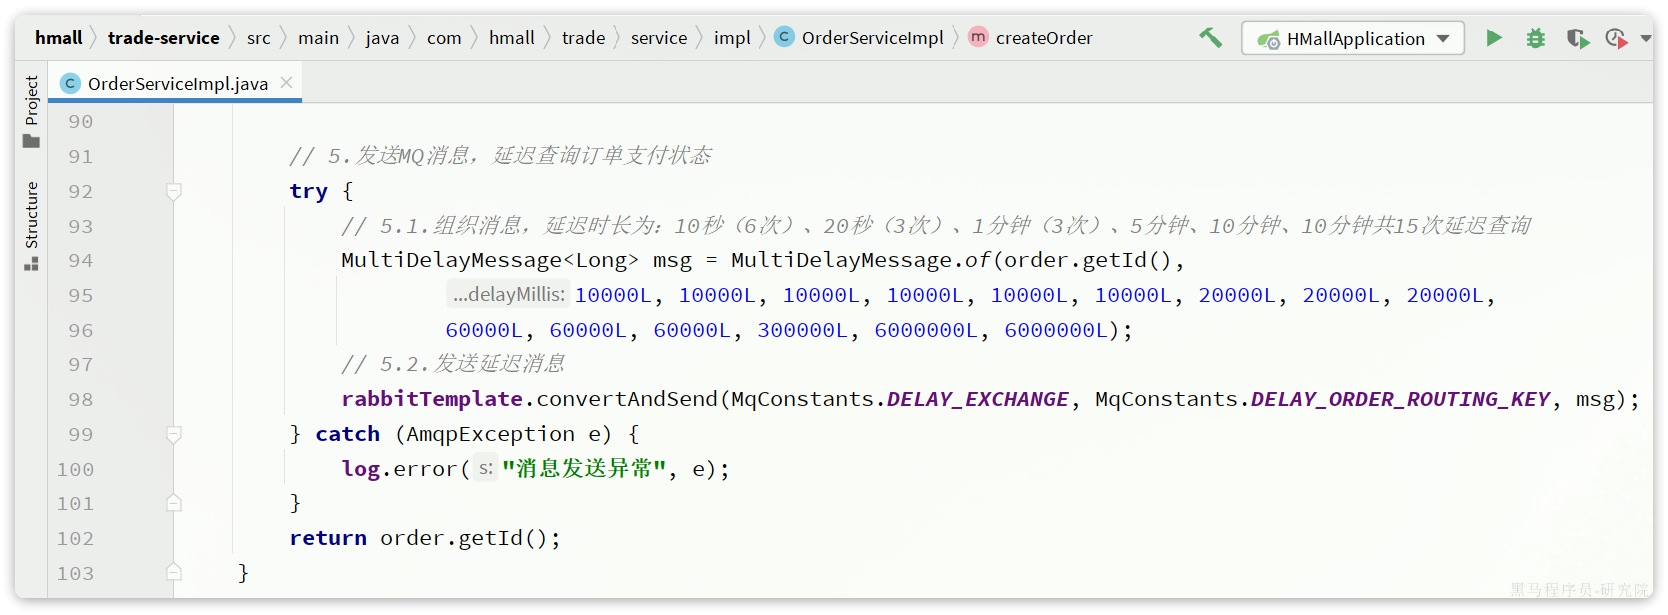 hmall trade-service src main java com hmall trade service impl OrderServiceImpl createOrder HMallApplication
OrderServiceImpl.java
Project
Structure
90
91 // 5.发送MQ消息，延迟查询订单支付状态
92 try {
93 // 5.1.组织消息，延迟时长为：10秒（6次）、20秒（3次）、1分钟（3次）、5分钟、10分钟、10分钟共15次延迟查询
94 MultiDelayMessage<Long> msg = MultiDelayMessage.of(order.getId(),
95 ...delayMillis: 10000L, 10000L, 10000L, 10000L, 10000L, 10000L, 20000L, 20000L, 20000L,
96 60000L, 60000L, 60000L, 300000L, 6000000L, 6000000L);
97 // 5.2.发送延迟消息
98 rabbitTemplate.convertAndSend(MqConstants.DELAY_EXCHANGE, MqConstants.DELAY_ORDER_ROUTING_KEY, msg);
99 } catch (AmqpException e) {
100 log.error( s: "消息发送异常", e);
101 }
102 return order.getId();
103 }
黑马程序员-研究院